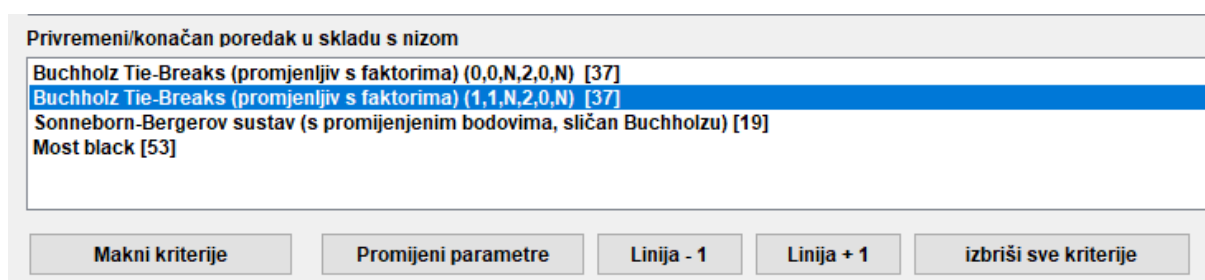 Privremeni/konačan poredak u skladu s nizom
Buchholz Tie-Breaks (promjenljiv s faktorima) (0,0,N,2,0,N) [37]
Buchholz Tie-Breaks (promjenljiv s faktorima) (1,1,N,2,0,N) [37]
Sonneborn-Bergerov sustav (s promijenjenim bodovima, sličan Buchholzu) [19]
Most black [53]
Makni kriterije Promijeni parametre Linija - 1 Linija + 1 izbriši sve kriterije